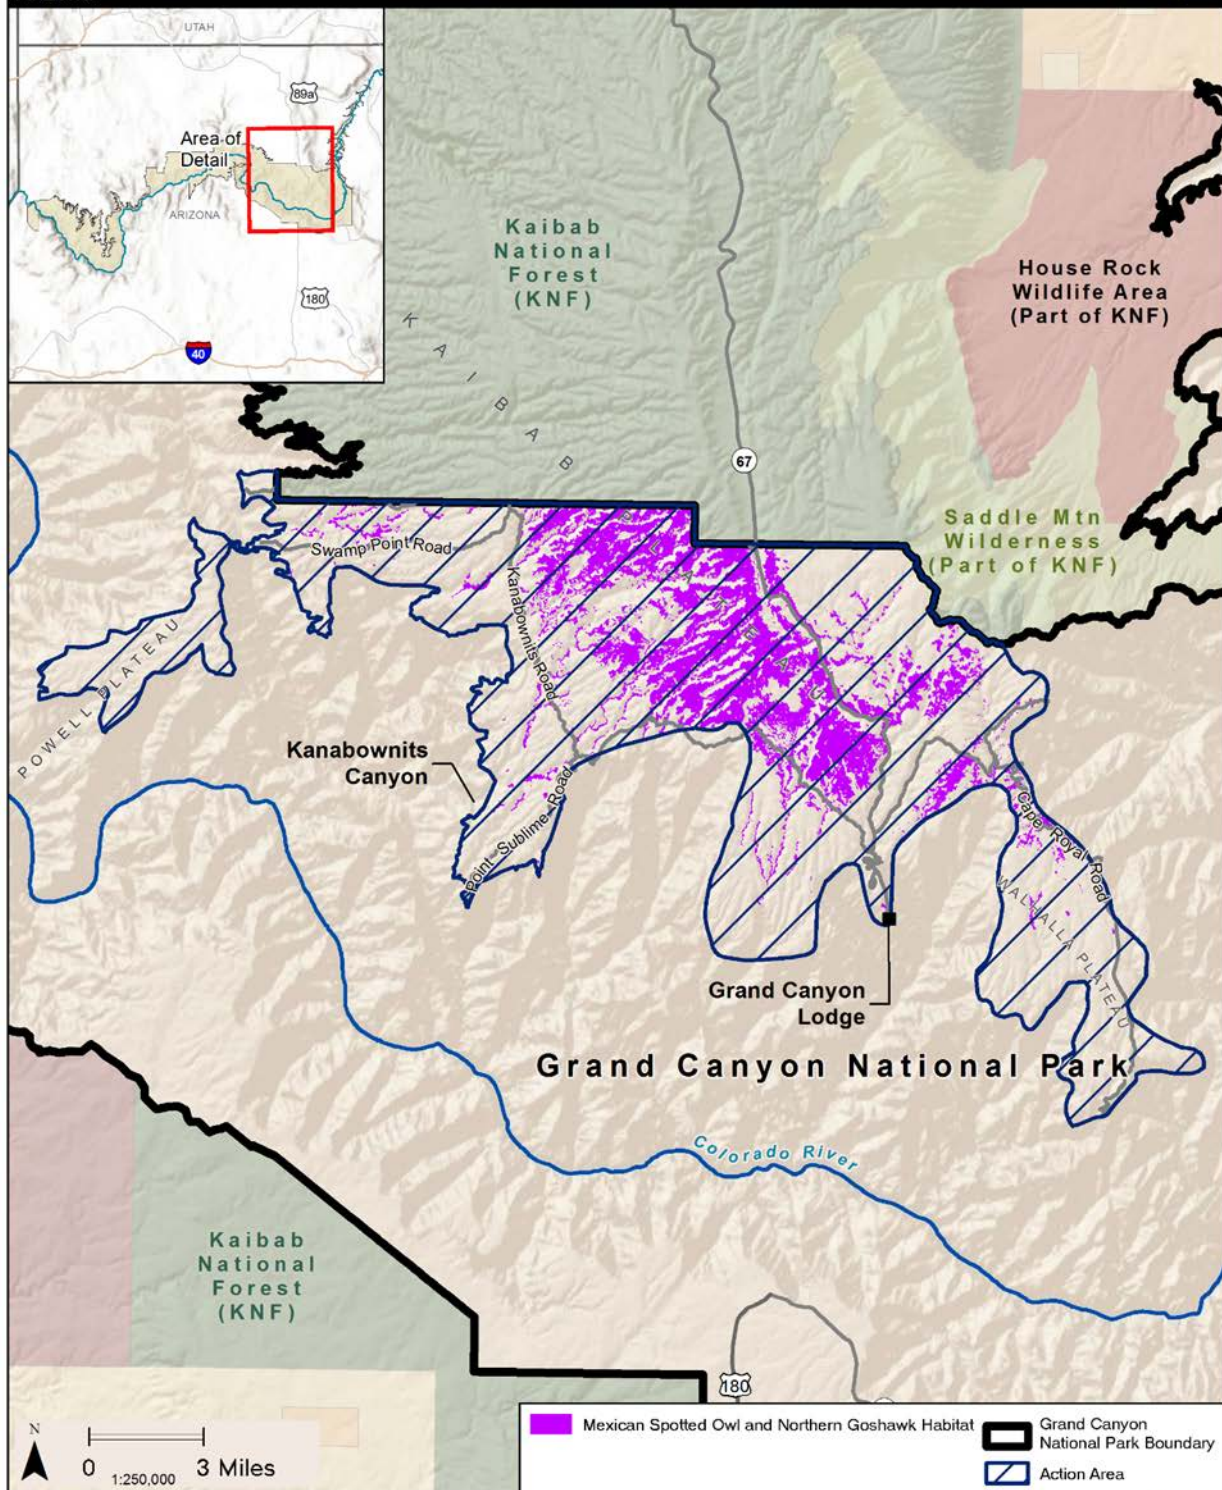 UTAH
89a
Area of
Detail
ARIZONA
180
40
Kaibab
National
Forest
(KNF)
House Rock
Wildlife Area
(Part of KNF)
KAIBAB
PLATEAU
67
Saddle Mtn
Wilderness
(Part of KNF)
Swamp Point Road
Kanabownits Road
POWELL PLATEAU
Kanabownits
Canyon
Point Sublime Road
Cape Royal Road
WALHALLA PLATEAU
Grand Canyon
Lodge
Grand Canyon National Park
Colorado River
Kaibab
National
Forest
(KNF)
180
N
0 3 Miles
1:250,000
Mexican Spotted Owl and Northern Goshawk Habitat
Grand Canyon
National Park Boundary
Action Area